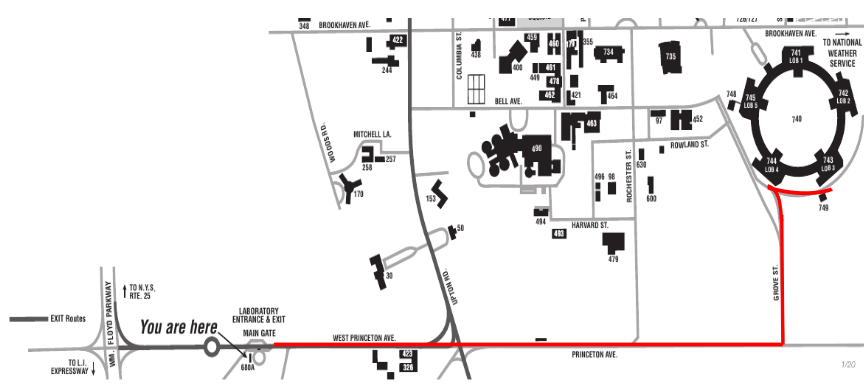 348
BROOKHAVEN AVE.
BROOKHAVEN AVE.
TO NATIONAL
WEATHER
SERVICE
422
244
COLUMBIA ST.
438
459
460
400
449
461
478
462
355
421
734
464
735
741
LOB 1
745
LOB 5
742
LOB 2
748
740
BELL AVE.
463
97
452
ROWLAND ST.
WOODS RD.
MITCHELL LA.
258
257
170
153
490
496
98
630
600
ROCHESTER ST.
744
LOB 4
743
LOB 3
749
494
HARVARD ST.
493
479
50
30
UPTON RD.
GROVE ST.
WM. FLOYD PARKWAY
TO N.Y.S.
RTE. 25
EXIT Routes
You are here
LABORATORY
ENTRANCE & EXIT
MAIN GATE
680A
TO L.I.
EXPRESSWAY
WEST PRINCETON AVE.
423
326
PRINCETON AVE.
1/20